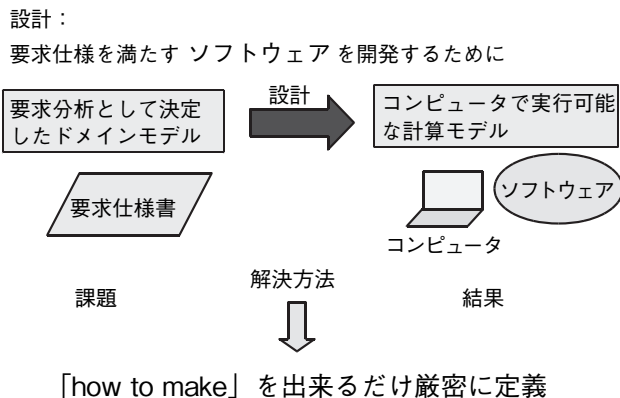 設計：
要求仕様を満たす ソフトウェア を開発するために
要求分析として決定
したドメインモデル
設計
コンピュータで実行可能
な計算モデル
要求仕様書
ソフトウェア
コンピュータ
課題
解決方法
結果
「how to make」を出来るだけ厳密に定義